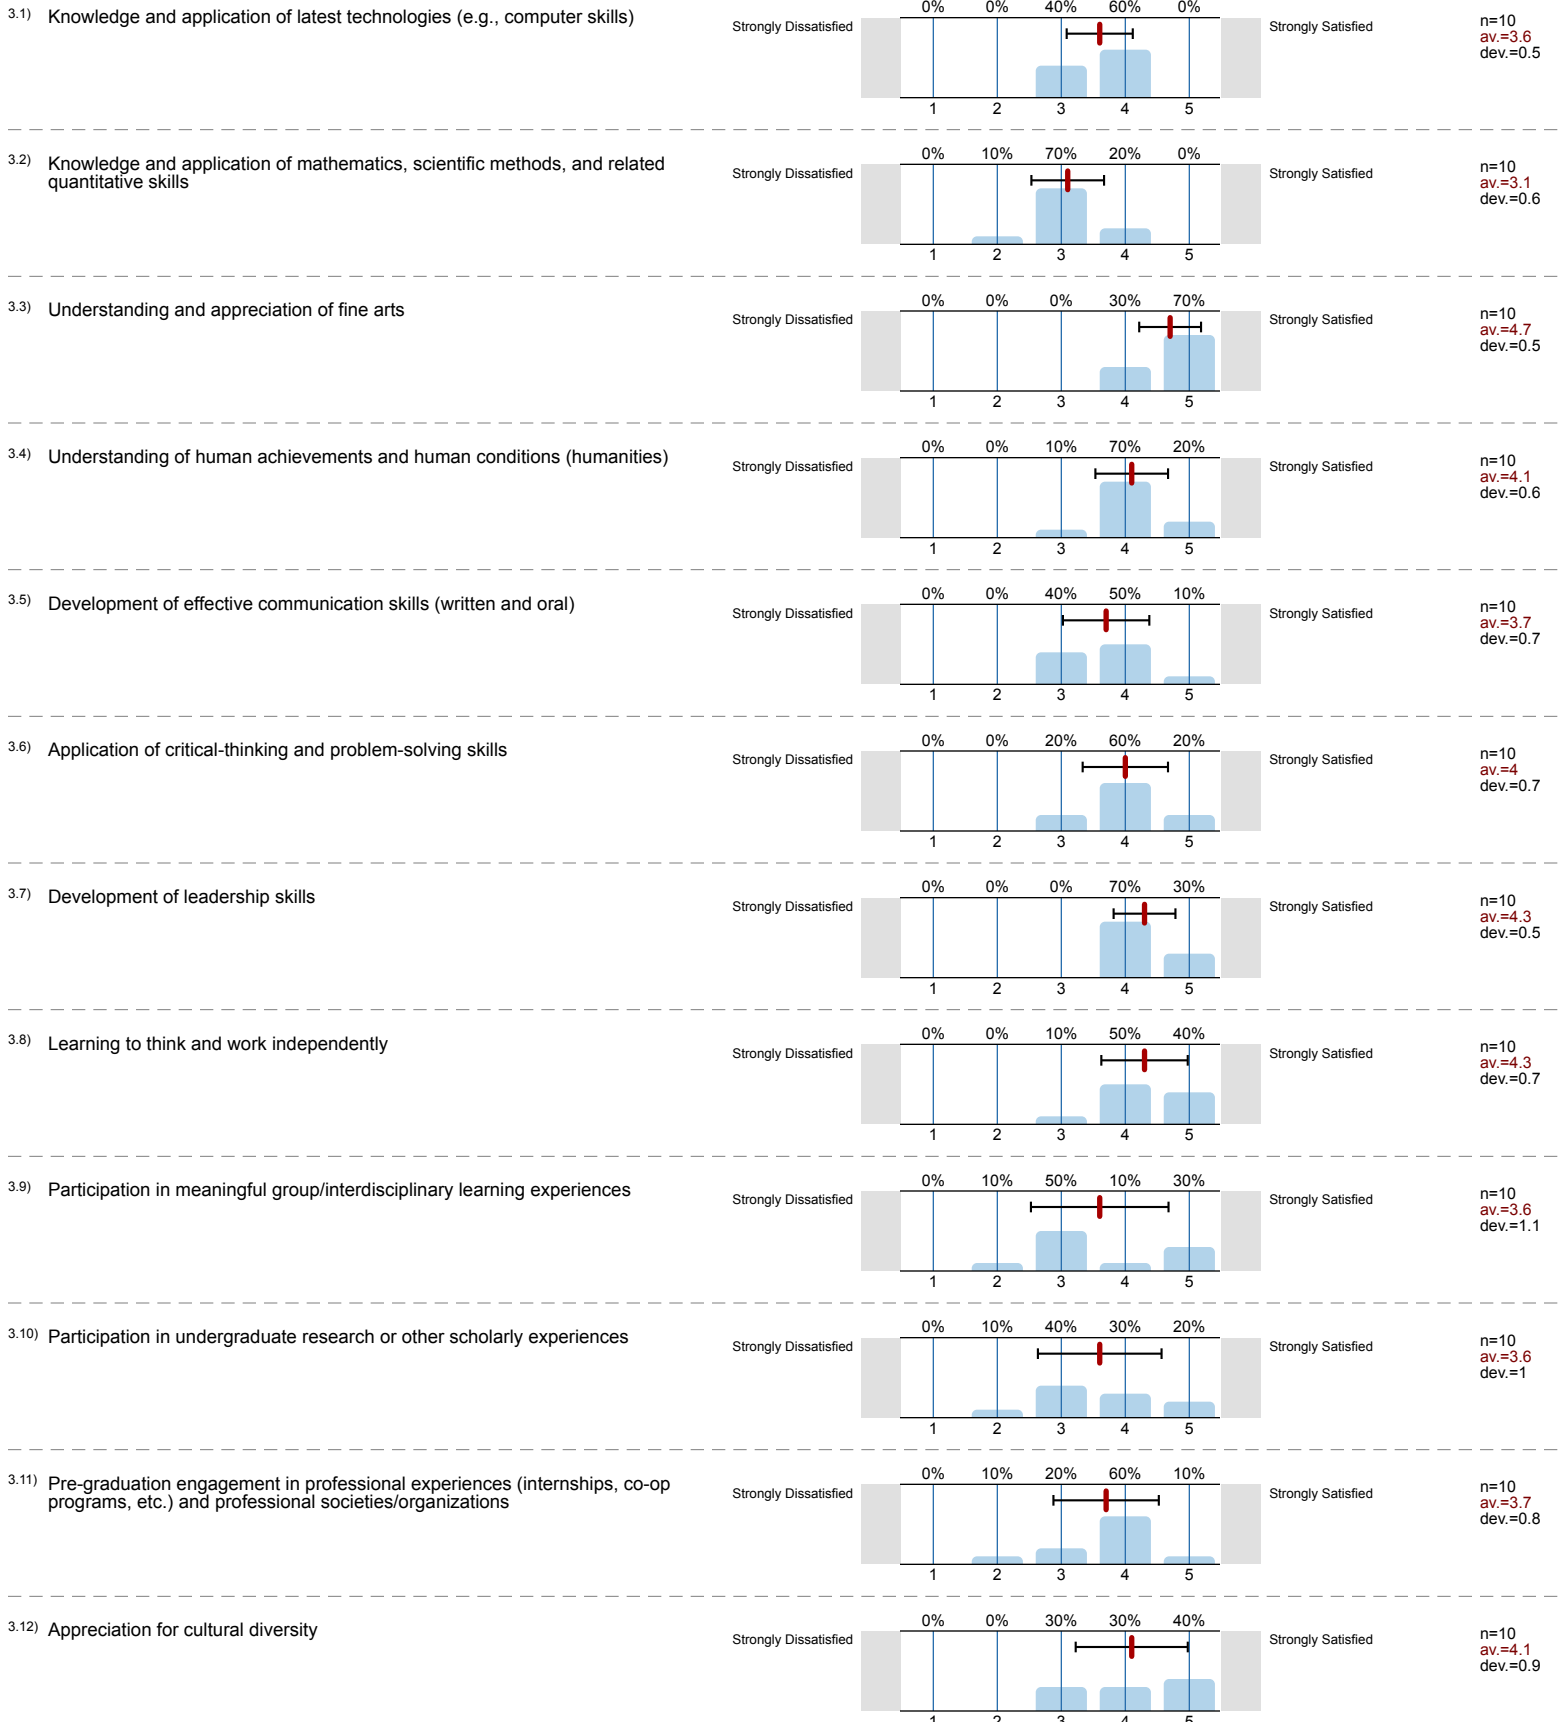 3.1) Knowledge and application of latest technologies (e.g., computer skills)
0% 0% 40% 60% 0%
Strongly Dissatisfied Strongly Satisfied
n=10
av.=3.6
dev.=0.5
1 2 3 4 5
3.2) Knowledge and application of mathematics, scientific methods, and related
quantitative skills
0% 10% 70% 20% 0%
Strongly Dissatisfied Strongly Satisfied
n=10
av.=3.1
dev.=0.6
1 2 3 4 5
3.3) Understanding and appreciation of fine arts
0% 0% 0% 30% 70%
Strongly Dissatisfied Strongly Satisfied
n=10
av.=4.7
dev.=0.5
1 2 3 4 5
3.4) Understanding of human achievements and human conditions (humanities)
0% 0% 10% 70% 20%
Strongly Dissatisfied Strongly Satisfied
n=10
av.=4.1
dev.=0.6
1 2 3 4 5
3.5) Development of effective communication skills (written and oral)
0% 0% 40% 50% 10%
Strongly Dissatisfied Strongly Satisfied
n=10
av.=3.7
dev.=0.7
1 2 3 4 5
3.6) Application of critical-thinking and problem-solving skills
0% 0% 20% 60% 20%
Strongly Dissatisfied Strongly Satisfied
n=10
av.=4
dev.=0.7
1 2 3 4 5
3.7) Development of leadership skills
0% 0% 0% 70% 30%
Strongly Dissatisfied Strongly Satisfied
n=10
av.=4.3
dev.=0.5
1 2 3 4 5
3.8) Learning to think and work independently
0% 0% 10% 50% 40%
Strongly Dissatisfied Strongly Satisfied
n=10
av.=4.3
dev.=0.7
1 2 3 4 5
3.9) Participation in meaningful group/interdisciplinary learning experiences
0% 10% 50% 10% 30%
Strongly Dissatisfied Strongly Satisfied
n=10
av.=3.6
dev.=1.1
1 2 3 4 5
3.10) Participation in undergraduate research or other scholarly experiences
0% 10% 40% 30% 20%
Strongly Dissatisfied Strongly Satisfied
n=10
av.=3.6
dev.=1
1 2 3 4 5
3.11) Pre-graduation engagement in professional experiences (internships, co-op
programs, etc.) and professional societies/organizations
0% 10% 20% 60% 10%
Strongly Dissatisfied Strongly Satisfied
n=10
av.=3.7
dev.=0.8
1 2 3 4 5
3.12) Appreciation for cultural diversity
0% 0% 30% 30% 40%
Strongly Dissatisfied Strongly Satisfied
n=10
av.=4.1
dev.=0.9
1 2 3 4 5